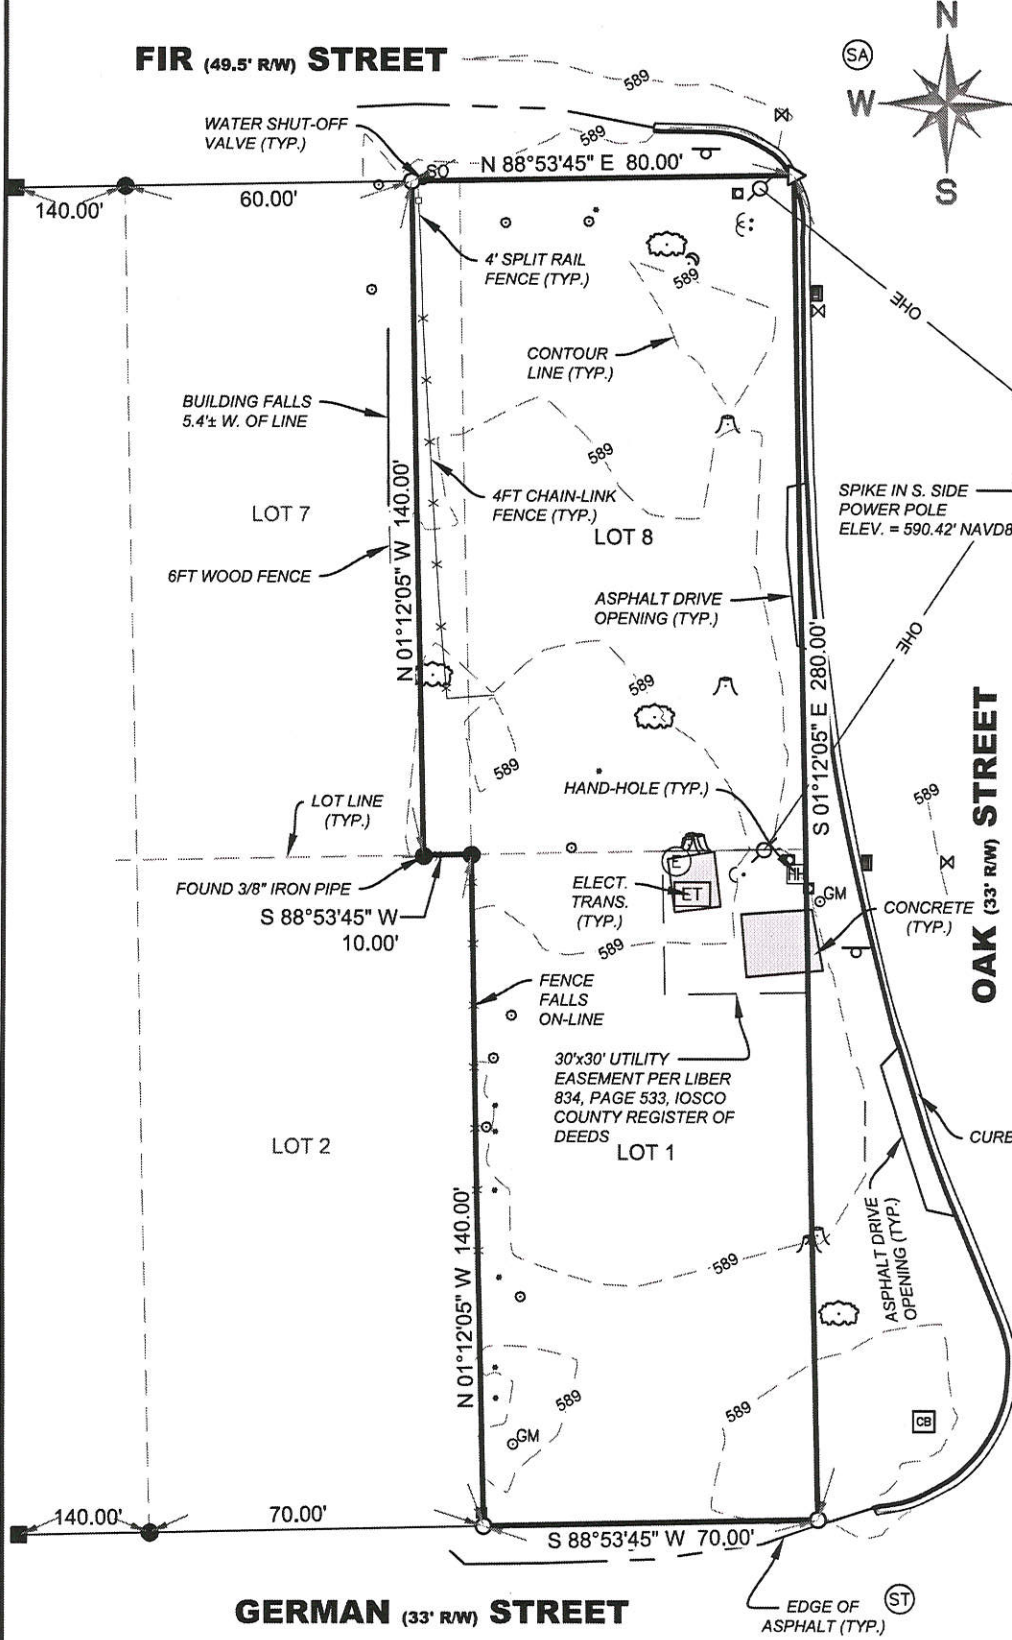 N
FIR (49.5' R/W) STREET
SA
589
W
E
S
WATER SHUT-OFF
VALVE (TYP.)
589
SO
N 88°53'45" E 80.00'
140.00'
60.00'
4' SPLIT RAIL
FENCE (TYP.)
589
OHE
CONTOUR
LINE (TYP.)
BUILDING FALLS
5.4'± W. OF LINE
589
N 01°12'05" W 140.00'
4FT CHAIN-LINK
FENCE (TYP.)
SPIKE IN S. SIDE
POWER POLE
ELEV. = 590.42' NAVD8
LOT 7
LOT 8
6FT WOOD FENCE
ASPHALT DRIVE
OPENING (TYP.)
OHE
589
S 01°12'05" E 280.00'
OAK (33' R/W) STREET
589
HAND-HOLE (TYP.)
589
LOT LINE
(TYP.)
E
HH
FOUND 3/8" IRON PIPE
ELECT.
TRANS.
(TYP.)
ET
GM
S 88°53'45" W
10.00'
CONCRETE
(TYP.)
589
FENCE
FALLS
ON-LINE
30'x30' UTILITY
EASEMENT PER LIBER
834, PAGE 533, IOSCO
COUNTY REGISTER OF
DEEDS
CURB
LOT 2
LOT 1
N 01°12'05" W 140.00'
ASPHALT DRIVE
OPENING (TYP.)
589
589
589
CB
GM
140.00'
70.00'
S 88°53'45" W 70.00'
GERMAN (33' R/W) STREET
EDGE OF
ASPHALT (TYP.)
ST